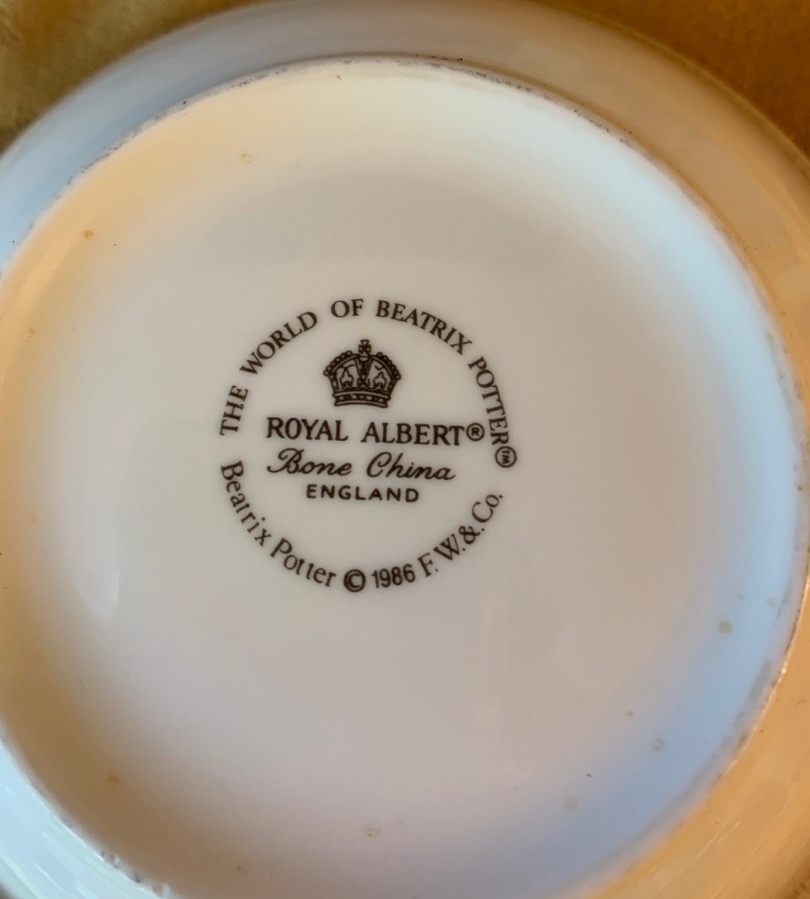 THE WORLD OF BEATRIX POTTER™
ROYAL ALBERT®
Bone China
ENGLAND
Beatrix Potter © 1986 F.W.& Co.